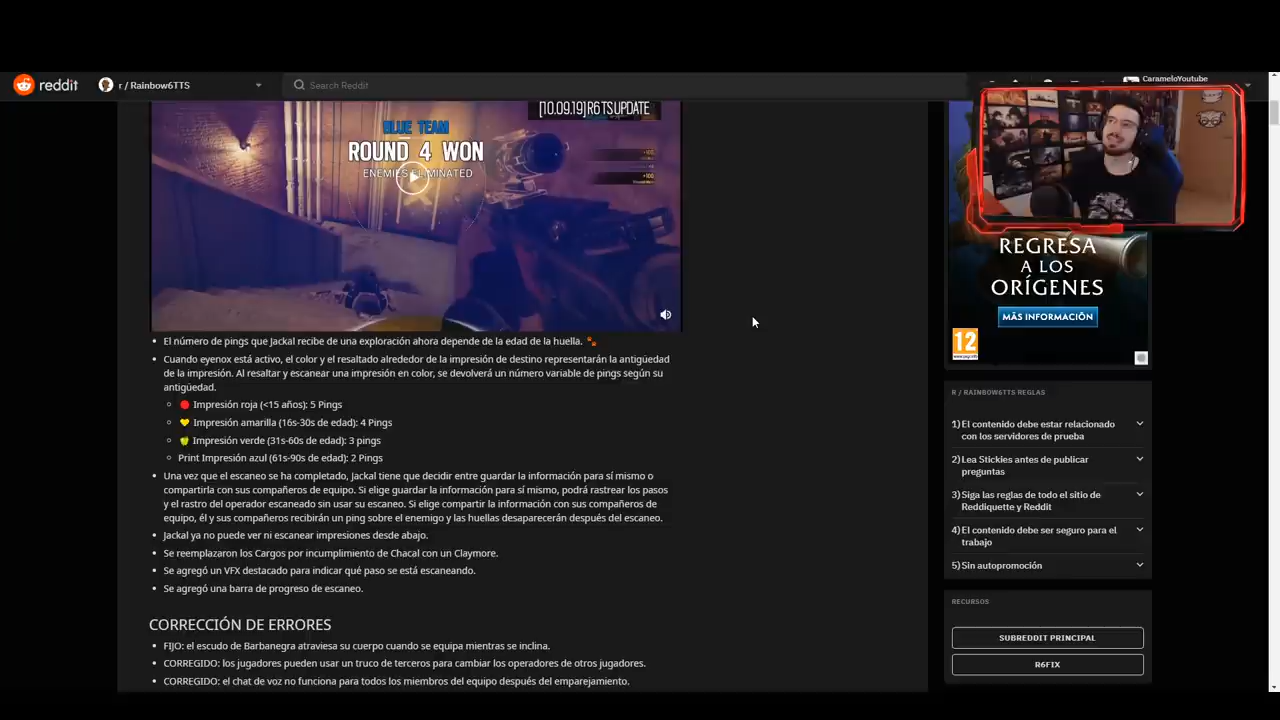 reddit
r / Rainbow6TTS
Search Reddit
CarameloYoutube
[10.09.19]R6TSUPDATE
BLUE TEAM
ROUND 4 WON
ENEMIES ELIMINATED
El número de pings que Jackal recibe de una exploración ahora depende de la edad de la huella.
Cuando eyenox está activo, el color y el resaltado alrededor de la impresión de destino representarán la antigüedad
de la impresión. Al resaltar y escanear una impresión en color, se devolverá un número variable de pings según su
antigüedad.
Impresión roja (<15 años): 5 Pings
Impresión amarilla (16s-30s de edad): 4 Pings
Impresión verde (31s-60s de edad): 3 pings
Print Impresión azul (61s-90s de edad): 2 Pings
Una vez que el escaneo se ha completado, Jackal tiene que decidir entre guardar la información para sí mismo o
compartirla con sus compañeros de equipo. Si elige guardar la información para sí mismo, podrá rastrear los pasos
y el rastro del operador escaneado sin usar su escaneo. Si elige compartir la información con sus compañeros de
equipo, él y sus compañeros recibirán un ping sobre el enemigo y las huellas desaparecerán después del escaneo.
Jackal ya no puede ver ni escanear impresiones desde abajo.
Se reemplazaron los Cargos por incumplimiento de Chacal con un Claymore.
Se agregó un VFX destacado para indicar qué paso se está escaneando.
Se agregó una barra de progreso de escaneo.
CORRECCIÓN DE ERRORES
FIJO: el escudo de Barbanegra atraviesa su cuerpo cuando se equipa mientras se inclina.
CORREGIDO: los jugadores pueden usar un truco de terceros para cambiar los operadores de otros jugadores.
CORREGIDO: el chat de voz no funciona para todos los miembros del equipo después del emparejamiento.
REGRESA
A LOS
ORÍGENES
MÁS INFORMACIÓN
12
R / RAINBOW6TTS REGLAS
1) El contenido debe estar relacionado
con los servidores de prueba
2) Lea Stickies antes de publicar
preguntas
3) Siga las reglas de todo el sitio de
Reddiquette y Reddit
4) El contenido debe ser seguro para el
trabajo
5) Sin autopromoción
RECURSOS
SUBREDDIT PRINCIPAL
R6FIX